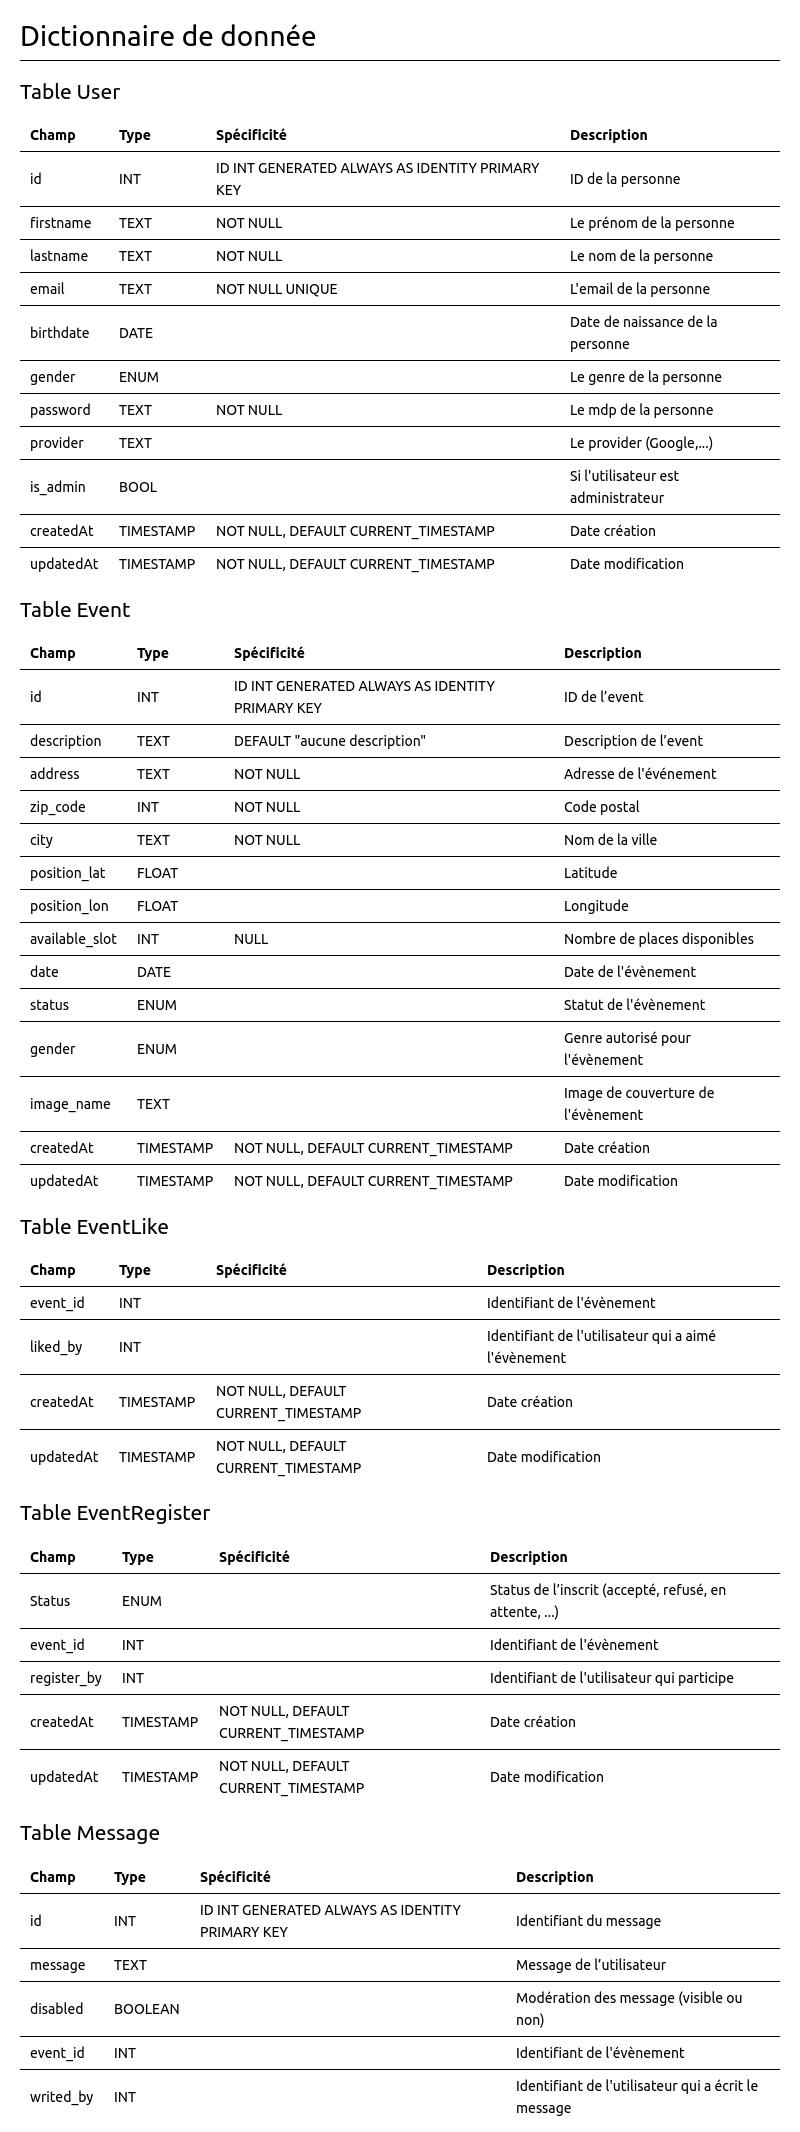 Dictionnaire de donnée
Table User
Champ Type Spécificité Description
id INT ID INT GENERATED ALWAYS AS IDENTITY PRIMARY KEY ID de la personne
firstname TEXT NOT NULL Le prénom de la personne
lastname TEXT NOT NULL Le nom de la personne
email TEXT NOT NULL UNIQUE L'email de la personne
birthdate DATE Date de naissance de la personne
gender ENUM Le genre de la personne
password TEXT NOT NULL Le mdp de la personne
provider TEXT Le provider (Google,...)
is_admin BOOL Si l'utilisateur est administrateur
createdAt TIMESTAMP NOT NULL, DEFAULT CURRENT_TIMESTAMP Date création
updatedAt TIMESTAMP NOT NULL, DEFAULT CURRENT_TIMESTAMP Date modification
Table Event
Champ Type Spécificité Description
id INT ID INT GENERATED ALWAYS AS IDENTITY PRIMARY KEY ID de l’event
description TEXT DEFAULT "aucune description" Description de l’event
address TEXT NOT NULL Adresse de l'événement
zip_code INT NOT NULL Code postal
city TEXT NOT NULL Nom de la ville
position_lat FLOAT Latitude
position_lon FLOAT Longitude
available_slot INT NULL Nombre de places disponibles
date DATE Date de l'évènement
status ENUM Statut de l'évènement
gender ENUM Genre autorisé pour l'évènement
image_name TEXT Image de couverture de l'évènement
createdAt TIMESTAMP NOT NULL, DEFAULT CURRENT_TIMESTAMP Date création
updatedAt TIMESTAMP NOT NULL, DEFAULT CURRENT_TIMESTAMP Date modification
Table EventLike
Champ Type Spécificité Description
event_id INT Identifiant de l'évènement
liked_by INT Identifiant de l'utilisateur qui a aimé l'évènement
createdAt TIMESTAMP NOT NULL, DEFAULT CURRENT_TIMESTAMP Date création
updatedAt TIMESTAMP NOT NULL, DEFAULT CURRENT_TIMESTAMP Date modification
Table EventRegister
Champ Type Spécificité Description
Status ENUM Status de l’inscrit (accepté, refusé, en attente, ...)
event_id INT Identifiant de l'évènement
register_by INT Identifiant de l'utilisateur qui participe
createdAt TIMESTAMP NOT NULL, DEFAULT CURRENT_TIMESTAMP Date création
updatedAt TIMESTAMP NOT NULL, DEFAULT CURRENT_TIMESTAMP Date modification
Table Message
Champ Type Spécificité Description
id INT ID INT GENERATED ALWAYS AS IDENTITY PRIMARY KEY Identifiant du message
message TEXT Message de l’utilisateur
disabled BOOLEAN Modération des message (visible ou non)
event_id INT Identifiant de l'évènement
writed_by INT Identifiant de l'utilisateur qui a écrit le message